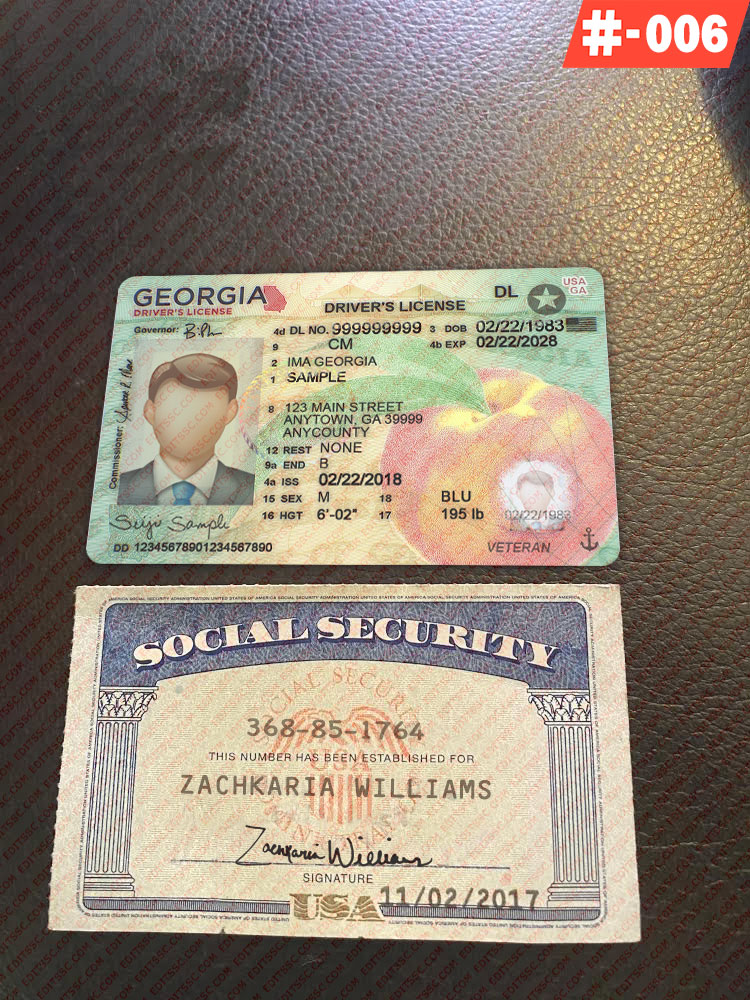 #-006
GEORGIA
DRIVER'S LICENSE
DRIVER'S LICENSE
DL
USA
GA
Governor:
4d DL NO. 999999999 3 DOB 02/22/1983
9 CM 4b EXP 02/22/2028
2 IMA GEORGIA
1 SAMPLE
Commissioner:
8 123 MAIN STREET
ANYTOWN, GA 39999
ANYCOUNTY
12 REST NONE
9a END B
4a ISS 02/22/2018
15 SEX M 18 BLU
16 HGT 6'-02" 17 195 lb
02/22/1983
Seiji Sample
DD 12345678901234567890
VETERAN
SOCIAL SECURITY
368-85-1764
THIS NUMBER HAS BEEN ESTABLISHED FOR
ZACHKARIA WILLIAMS
Zachkaria Williams
SIGNATURE
USA 11/02/2017
EDITSSC.COM